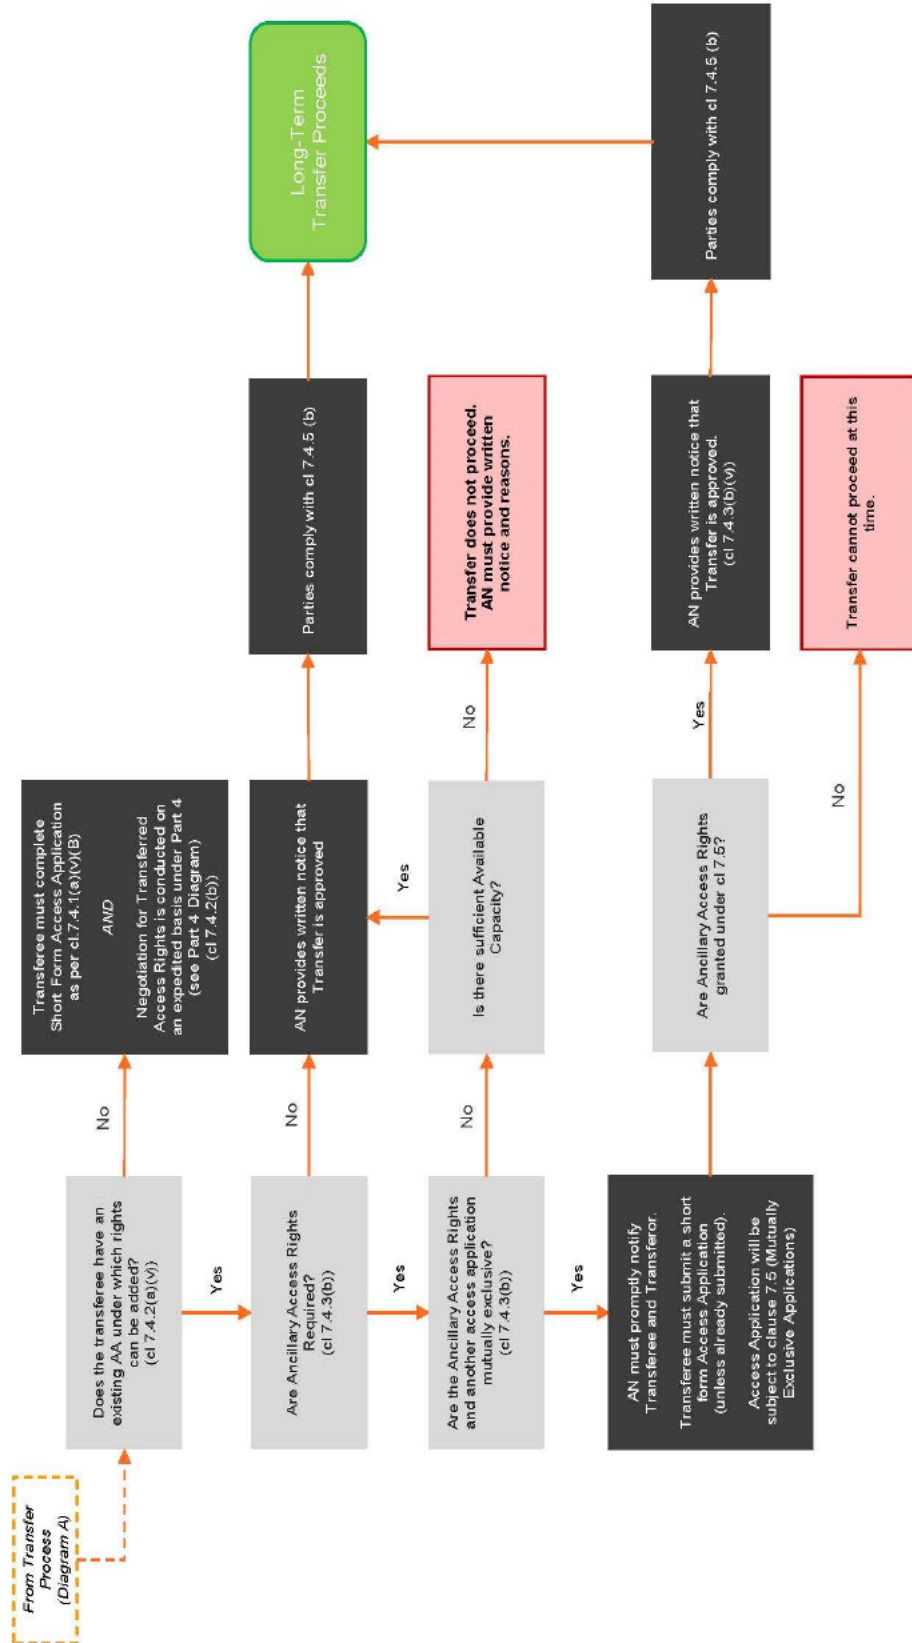 From Transfer
Process
(Diagram A)
Does the transferee have an
existing AA under which rights
can be added?
(cl 7.4.2(a)(v))
No
Transferee must complete
Short Form Access Application
as per cl.7.4.1(a)(v)(B)
AND
Negotiation for Transferred
Access Rights is conducted on
an expedited basis under Part 4
(see Part 4 Diagram)
(cl 7.4.2(b))
Yes
Are Ancillary Access Rights
Required?
(cl 7.4.3(b))
No
AN provides written notice that
Transfer is approved
Parties comply with cl 7.4.5 (b)
Long-Term
Transfer Proceeds
Yes
Yes
Are the Ancillary Access Rights
and another access application
mutually exclusive?
(cl 7.4.3(b))
No
Is there sufficient Available
Capacity?
No
Transfer does not proceed.
AN must provide written
notice and reasons.
Yes
AN must promptly notify
Transferee and Transferor.
Transferee must submit a short
form Access Application
(unless already submitted).
Access Application will be
subject to clause 7.5 (Mutually
Exclusive Applications)
Are Ancillary Access Rights
granted under cl 7.5?
Yes
AN provides written notice that
Transfer is approved.
(cl 7.4.3(b)(v))
Parties comply with cl 7.4.5 (b)
No
Transfer cannot proceed at this
time.